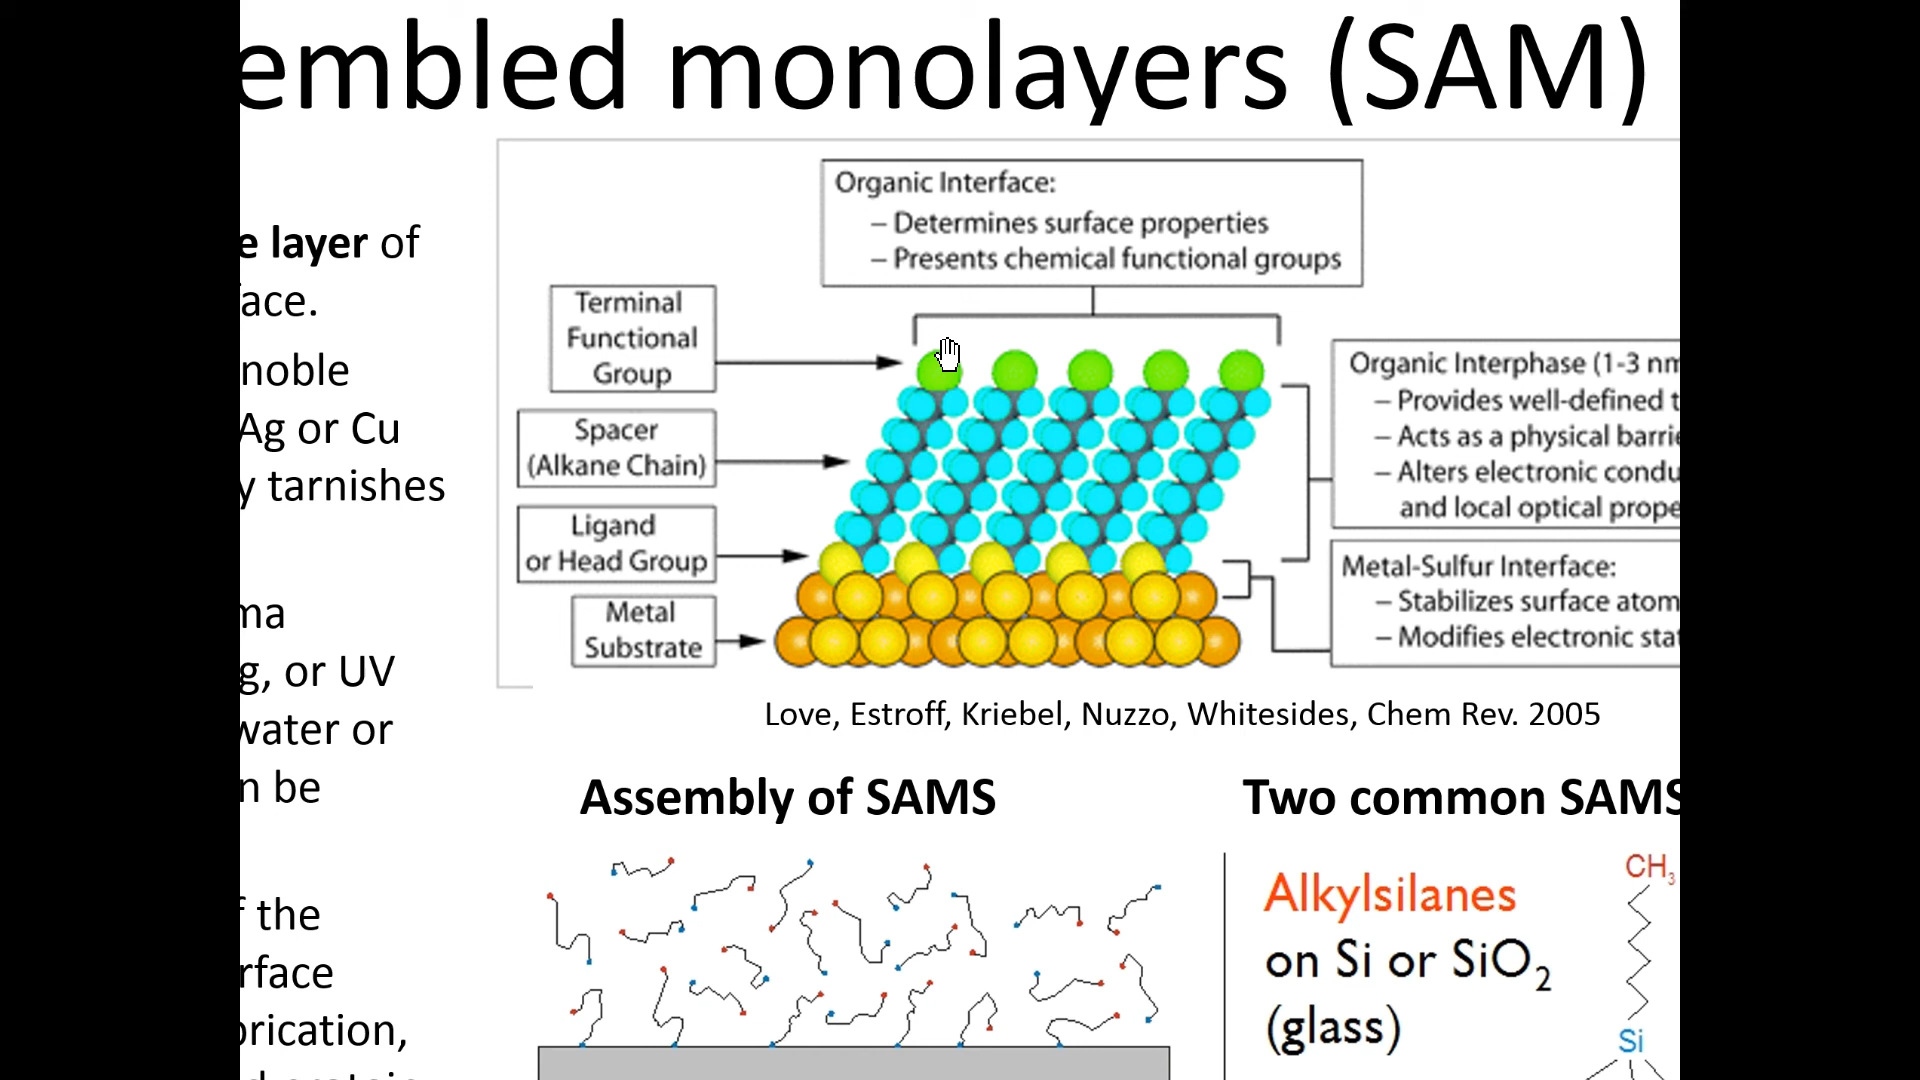 embled monolayers (SAM)
e layer of
ace.
noble
Ag or Cu
y tarnishes
ma
g, or UV
water or
n be
f the
rface
brication,
Organic Interface:
– Determines surface properties
– Presents chemical functional groups
Terminal
Functional
Group
Spacer
(Alkane Chain)
Ligand
or Head Group
Metal
Substrate
Organic Interphase (1-3 nm
– Provides well-defined t
– Acts as a physical barrie
– Alters electronic condu
and local optical prope
Metal-Sulfur Interface:
– Stabilizes surface atom
– Modifies electronic stat
Love, Estroff, Kriebel, Nuzzo, Whitesides, Chem Rev. 2005
Assembly of SAMS
Two common SAMS
Alkylsilanes
on Si or SiO₂
(glass)
CH₃
Si